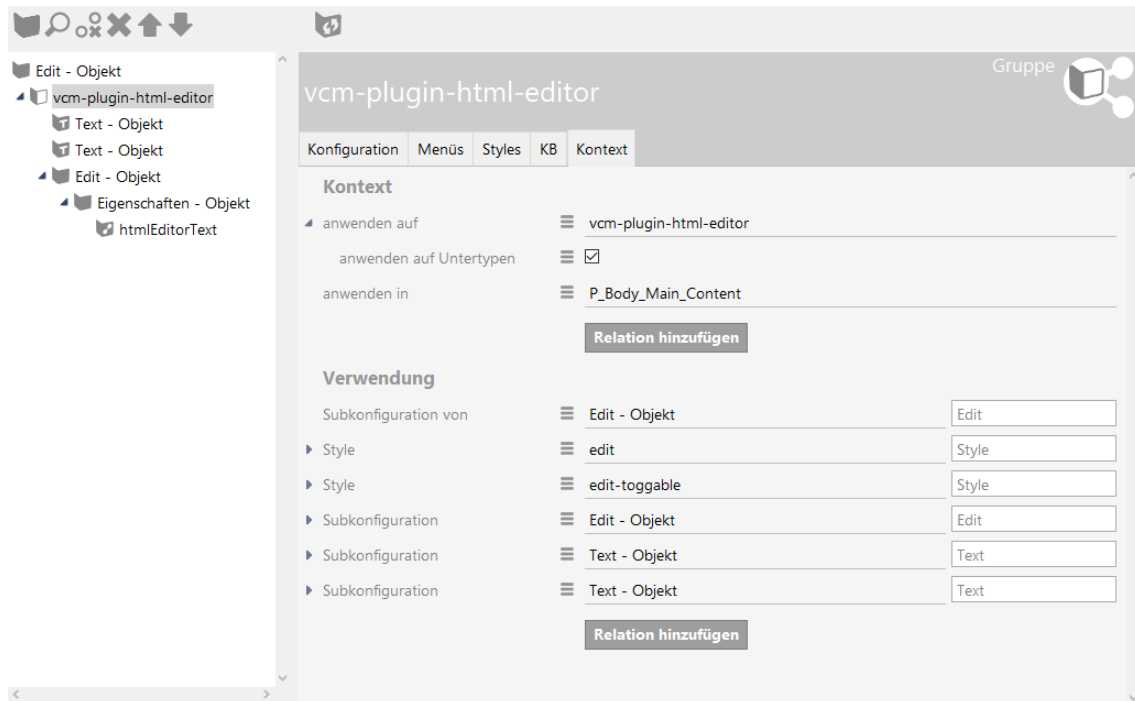 Edit - Objekt
vcm-plugin-html-editor
Text - Objekt
Text - Objekt
Edit - Objekt
Eigenschaften - Objekt
htmlEditorText
Gruppe
vcm-plugin-html-editor
Konfiguration Menüs Styles KB Kontext
Kontext
anwenden auf vcm-plugin-html-editor
anwenden auf Untertypen
anwenden in P_Body_Main_Content
Relation hinzufügen
Verwendung
Subkonfiguration von Edit - Objekt Edit
Style edit Style
Style edit-toggable Style
Subkonfiguration Edit - Objekt Edit
Subkonfiguration Text - Objekt Text
Subkonfiguration Text - Objekt Text
Relation hinzufügen